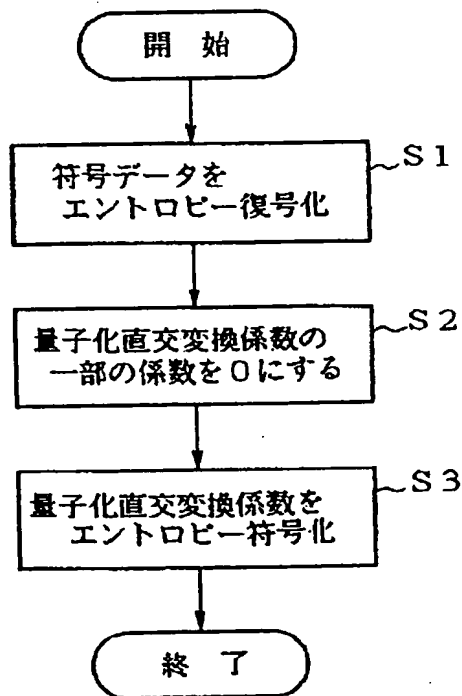 開 始
S1
符号データを
エントロピー復号化
S2
量子化直交変換係数の
一部の係数を0にする
S3
量子化直交変換係数を
エントロピー符号化
終 了